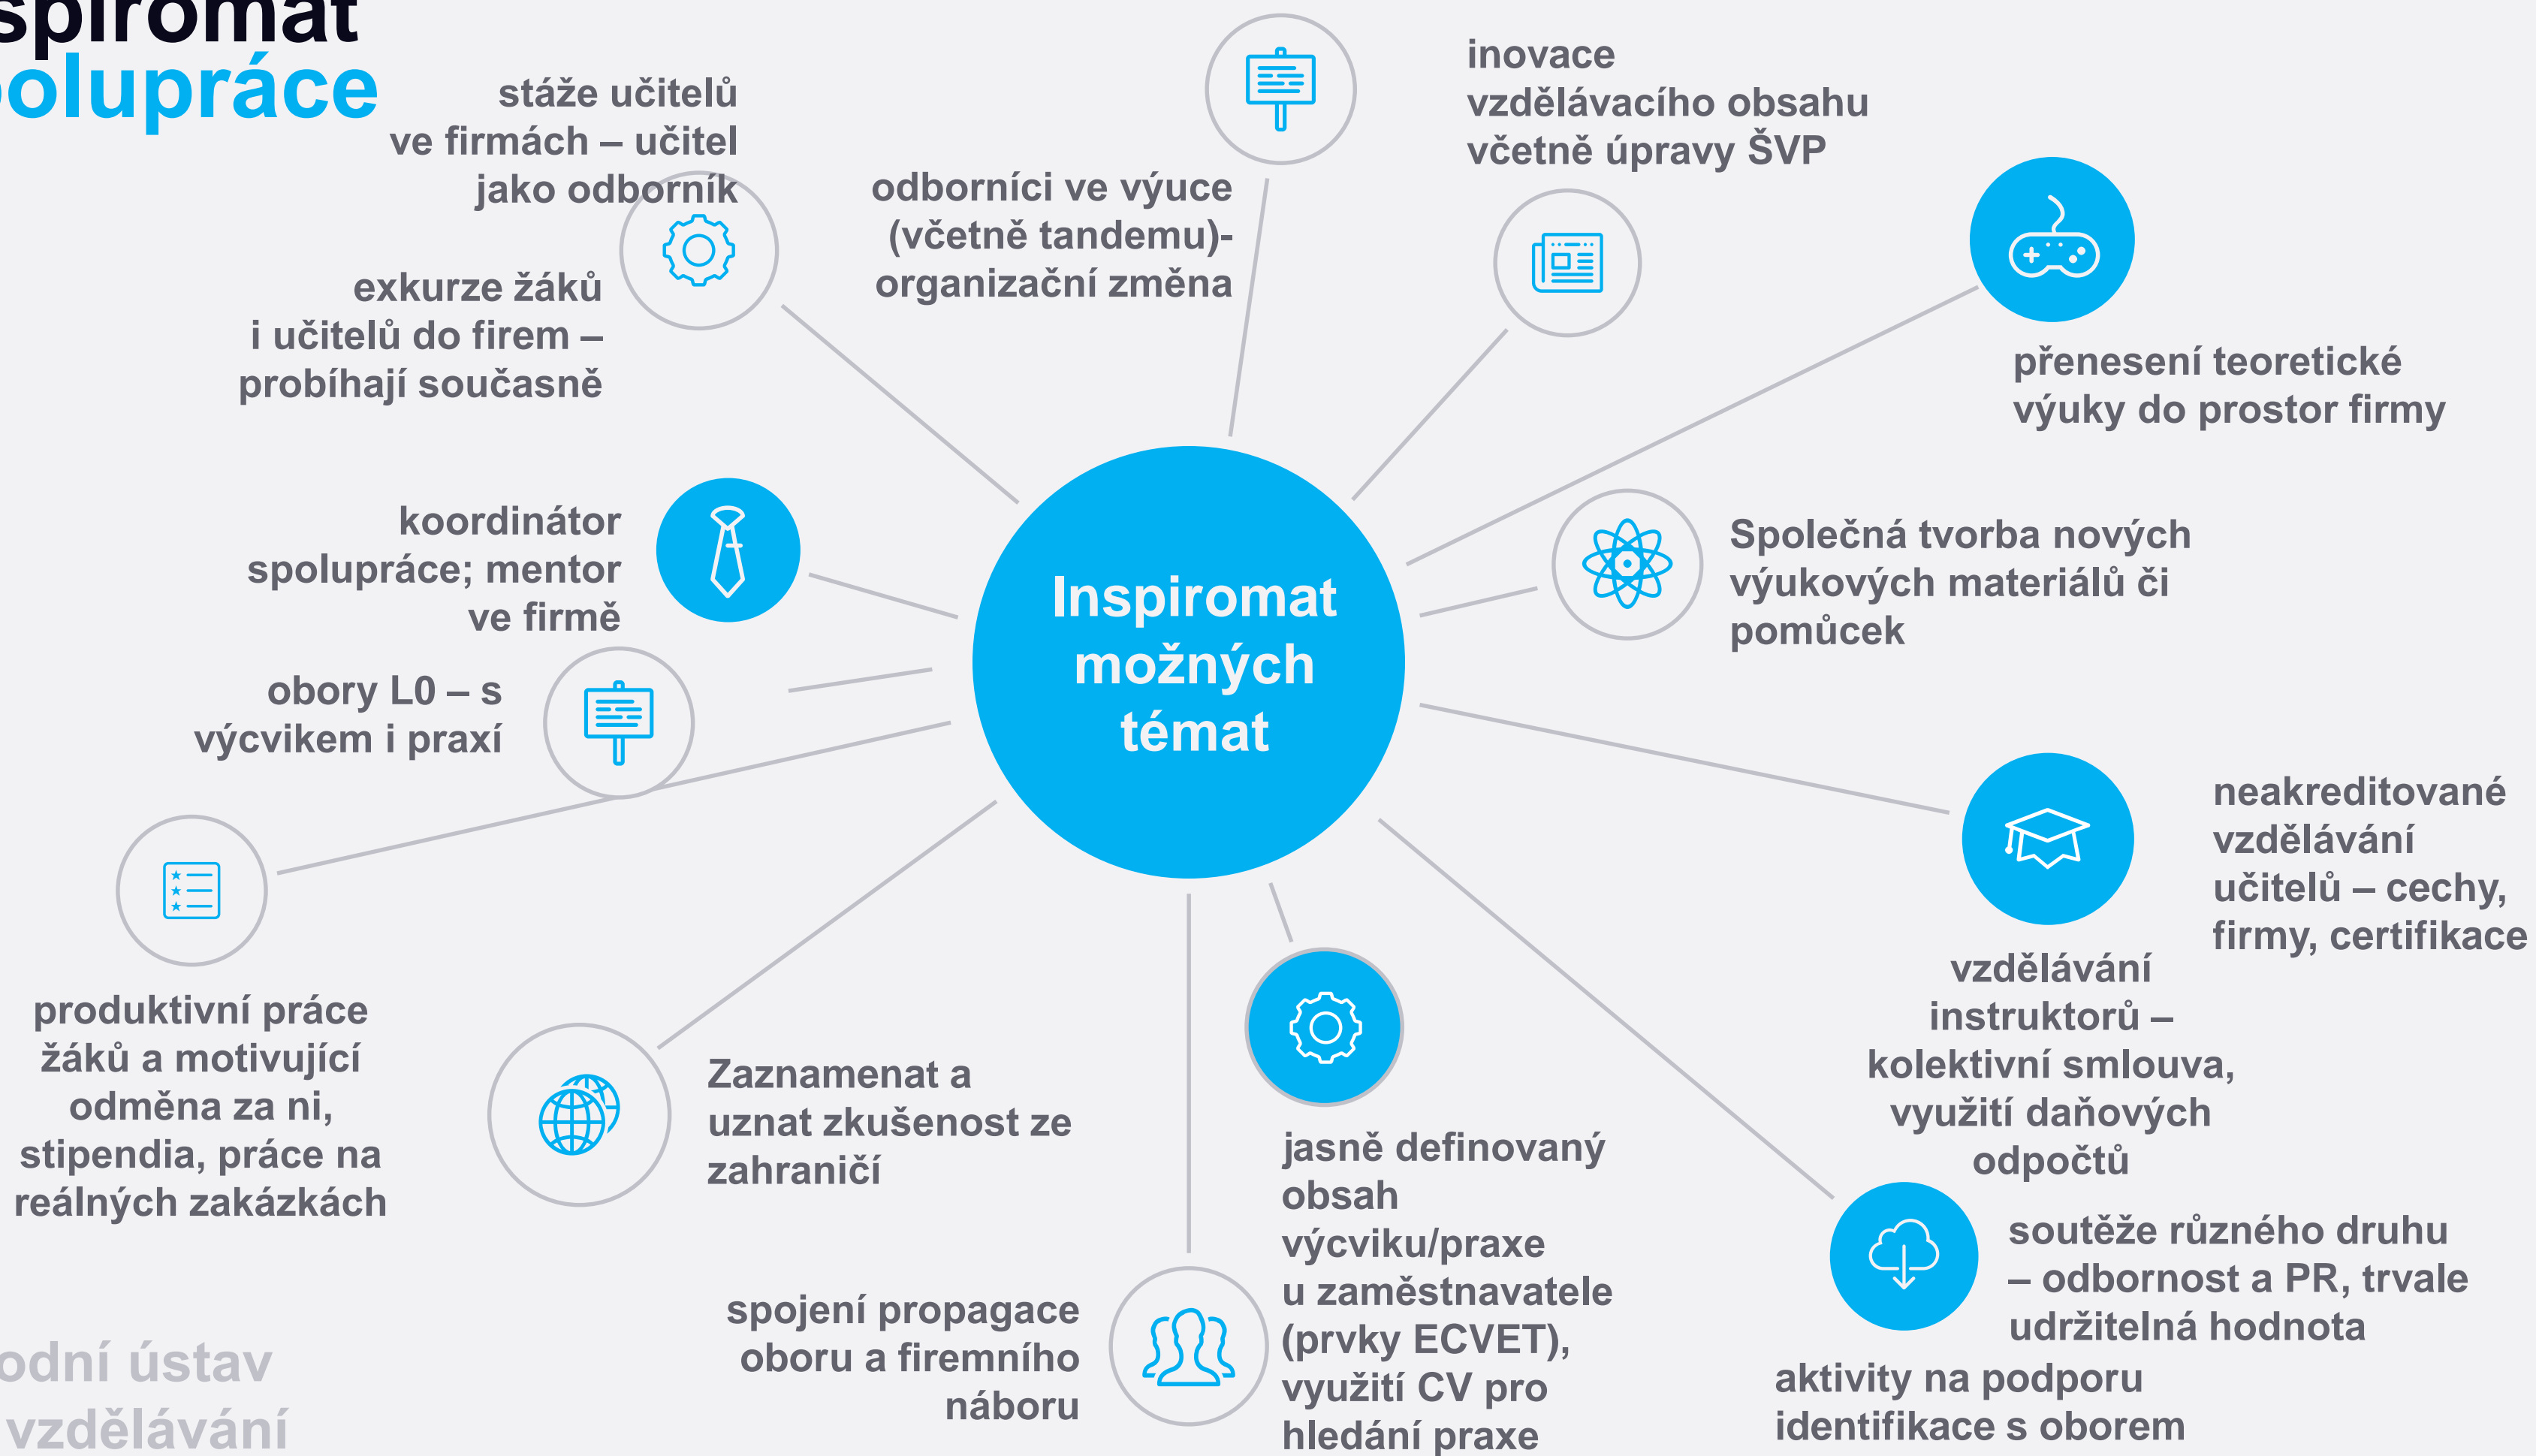 spiromat
polupráce
stáže učitelů
ve firmách – učitel
jako odborník
exkurze žáků
i učitelů do firem –
probíhají současně
odborníci ve výuce
(včetně tandemu)-
organizační změna
inovace
vzdělávacího obsahu
včetně úpravy ŠVP
přenesení teoretické
výuky do prostor firmy
koordinátor
spolupráce; mentor
ve firmě
Inspiromat
možných
témat
Společná tvorba nových
výukových materiálů či
pomůcek
obory L0 – s
výcvikem i praxí
neakreditované
vzdělávání
učitelů – cechy,
firmy, certifikace
vzdělávání
instruktorů –
kolektivní smlouva,
využití daňových
odpočtů
produktivní práce
žáků a motivující
odměna za ni,
stipendia, práce na
reálných zakázkách
Zaznamenat a
uznat zkušenost ze
zahraničí
jasně definovaný
obsah
výcviku/praxe
u zaměstnavatele
(prvky ECVET),
využití CV pro
hledání praxe
spojení propagace
oboru a firemního
náboru
soutěže různého druhu
– odbornost a PR, trvale
udržitelná hodnota
aktivity na podporu
identifikace s oborem
odní ústav
vzdělávání